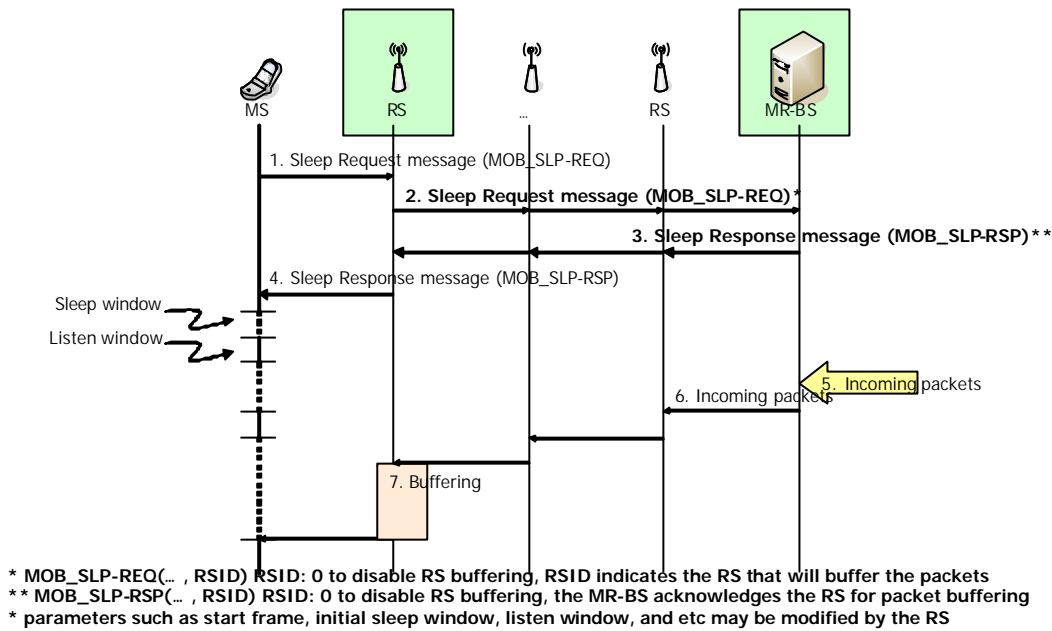 MS
RS
...
RS
MR-BS
1. Sleep Request message (MOB_SLP-REQ)
2. Sleep Request message (MOB_SLP-REQ)*
3. Sleep Response message (MOB_SLP-RSP)**
4. Sleep Response message (MOB_SLP-RSP)
Sleep window
Listen window
5. Incoming packets
6. Incoming packets
7. Buffering
* MOB_SLP-REQ(... , RSID) RSID: 0 to disable RS buffering, RSID indicates the RS that will buffer the packets
** MOB_SLP-RSP(... , RSID) RSID: 0 to disable RS buffering, the MR-BS acknowledges the RS for packet buffering
* parameters such as start frame, initial sleep window, listen window, and etc may be modified by the RS